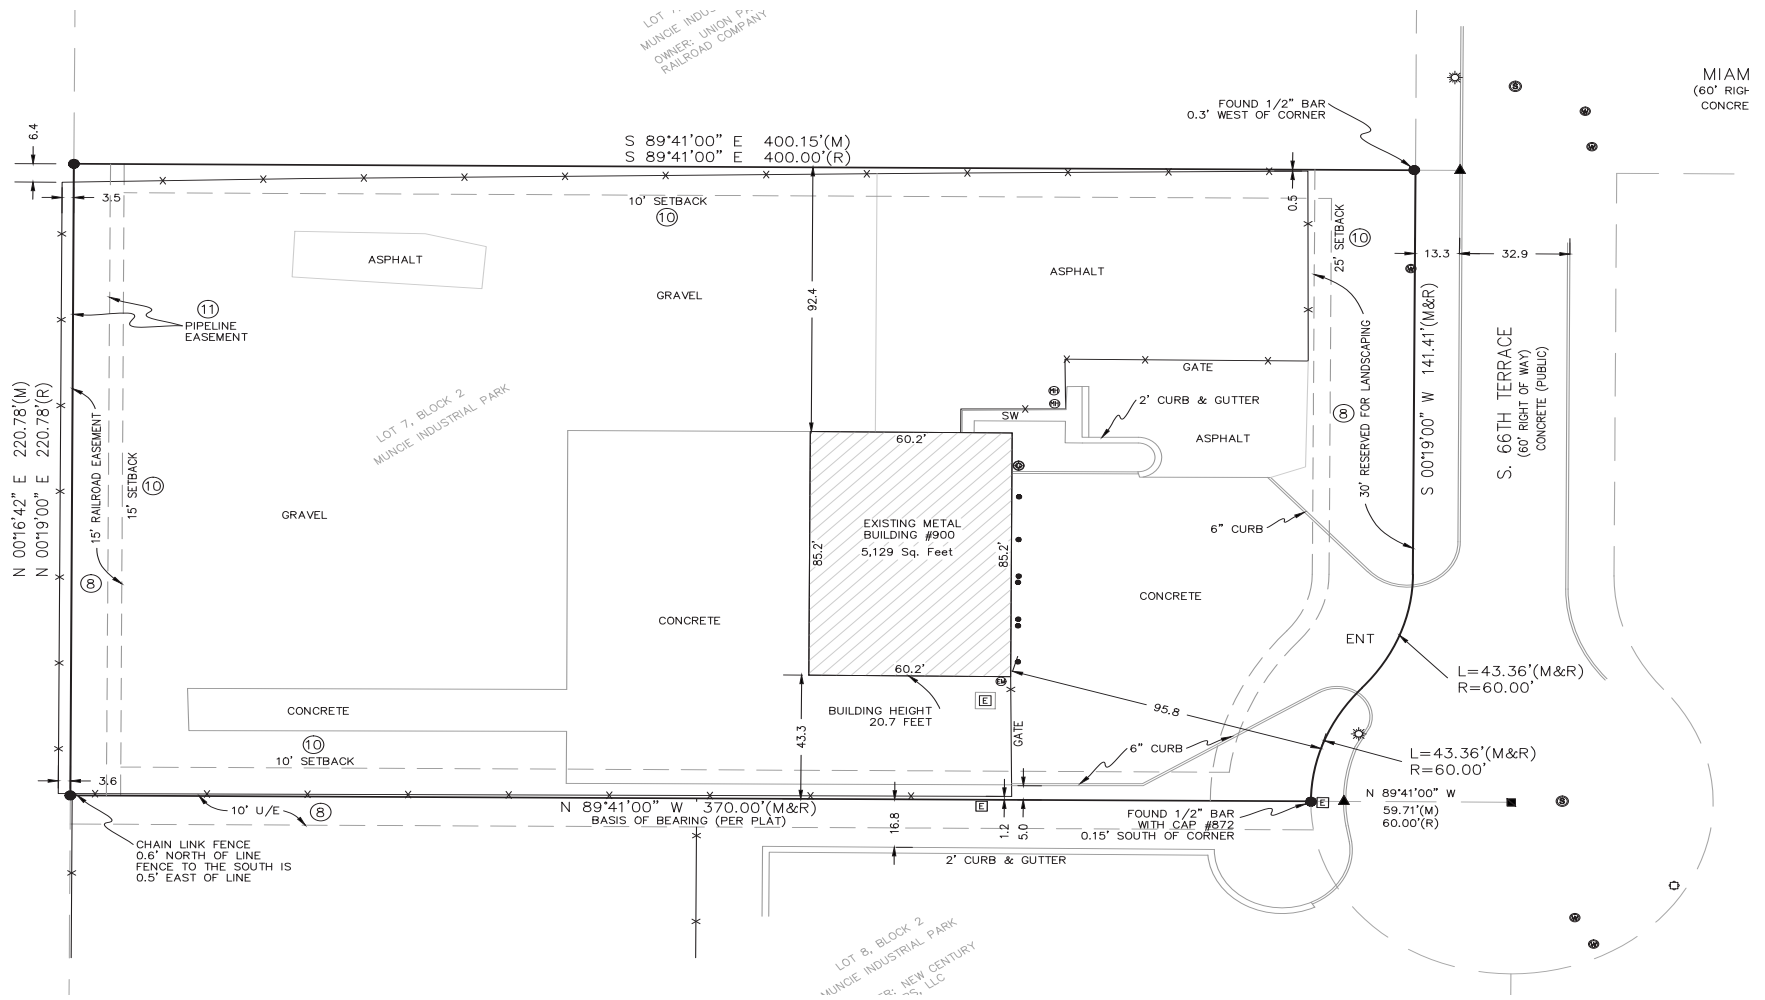 LOT 7,
MUNCIE INDUS
OWNER: UNION PA
RAILROAD COMPANY
MIAM
(60' RIGH
CONCRE
FOUND 1/2" BAR
0.3' WEST OF CORNER
6.4
S 89°41'00" E 400.15'(M)
S 89°41'00" E 400.00'(R)
3.5
10' SETBACK
10
0.5
25' SETBACK
10
13.3
32.9
ASPHALT
GRAVEL
92.4
ASPHALT
11
PIPELINE
EASEMENT
S 00°19'00" W 141.41'(M&R)
30' RESERVED FOR LANDSCAPING
8
S. 66TH TERRACE
(60' RIGHT OF WAY)
CONCRETE (PUBLIC)
GATE
MH
MH
SW
2' CURB & GUTTER
ASPHALT
N 00°16'42" E 220.78'(M)
N 00°19'00" E 220.78'(R)
15' RAILROAD EASEMENT
8
15' SETBACK
10
LOT 7, BLOCK 2
MUNCIE INDUSTRIAL PARK
GRAVEL
60.2'
EXISTING METAL
BUILDING #900
5,129 Sq. Feet
85.2'
85.2'
60.2'
6" CURB
CONCRETE
CONCRETE
ENT
L=43.36'(M&R)
R=60.00'
E
CONCRETE
BUILDING HEIGHT
20.7 FEET
95.8
43.3
GATE
10
10' SETBACK
6" CURB
L=43.36'(M&R)
R=60.00'
3.6
10' U/E
8
N 89°41'00" W 370.00'(M&R)
BASIS OF BEARING (PER PLAT)
16.8
E
1.2
5.0
FOUND 1/2" BAR
WITH CAP #872
0.15' SOUTH OF CORNER
E
N 89°41'00" W
59.71'(M)
60.00'(R)
S
S
W
W
W
W
W
CHAIN LINK FENCE
0.6' NORTH OF LINE
FENCE TO THE SOUTH IS
0.5' EAST OF LINE
2' CURB & GUTTER
LOT 8, BLOCK 2
MUNCIE INDUSTRIAL PARK
ER: NEW CENTURY
RS, LLC